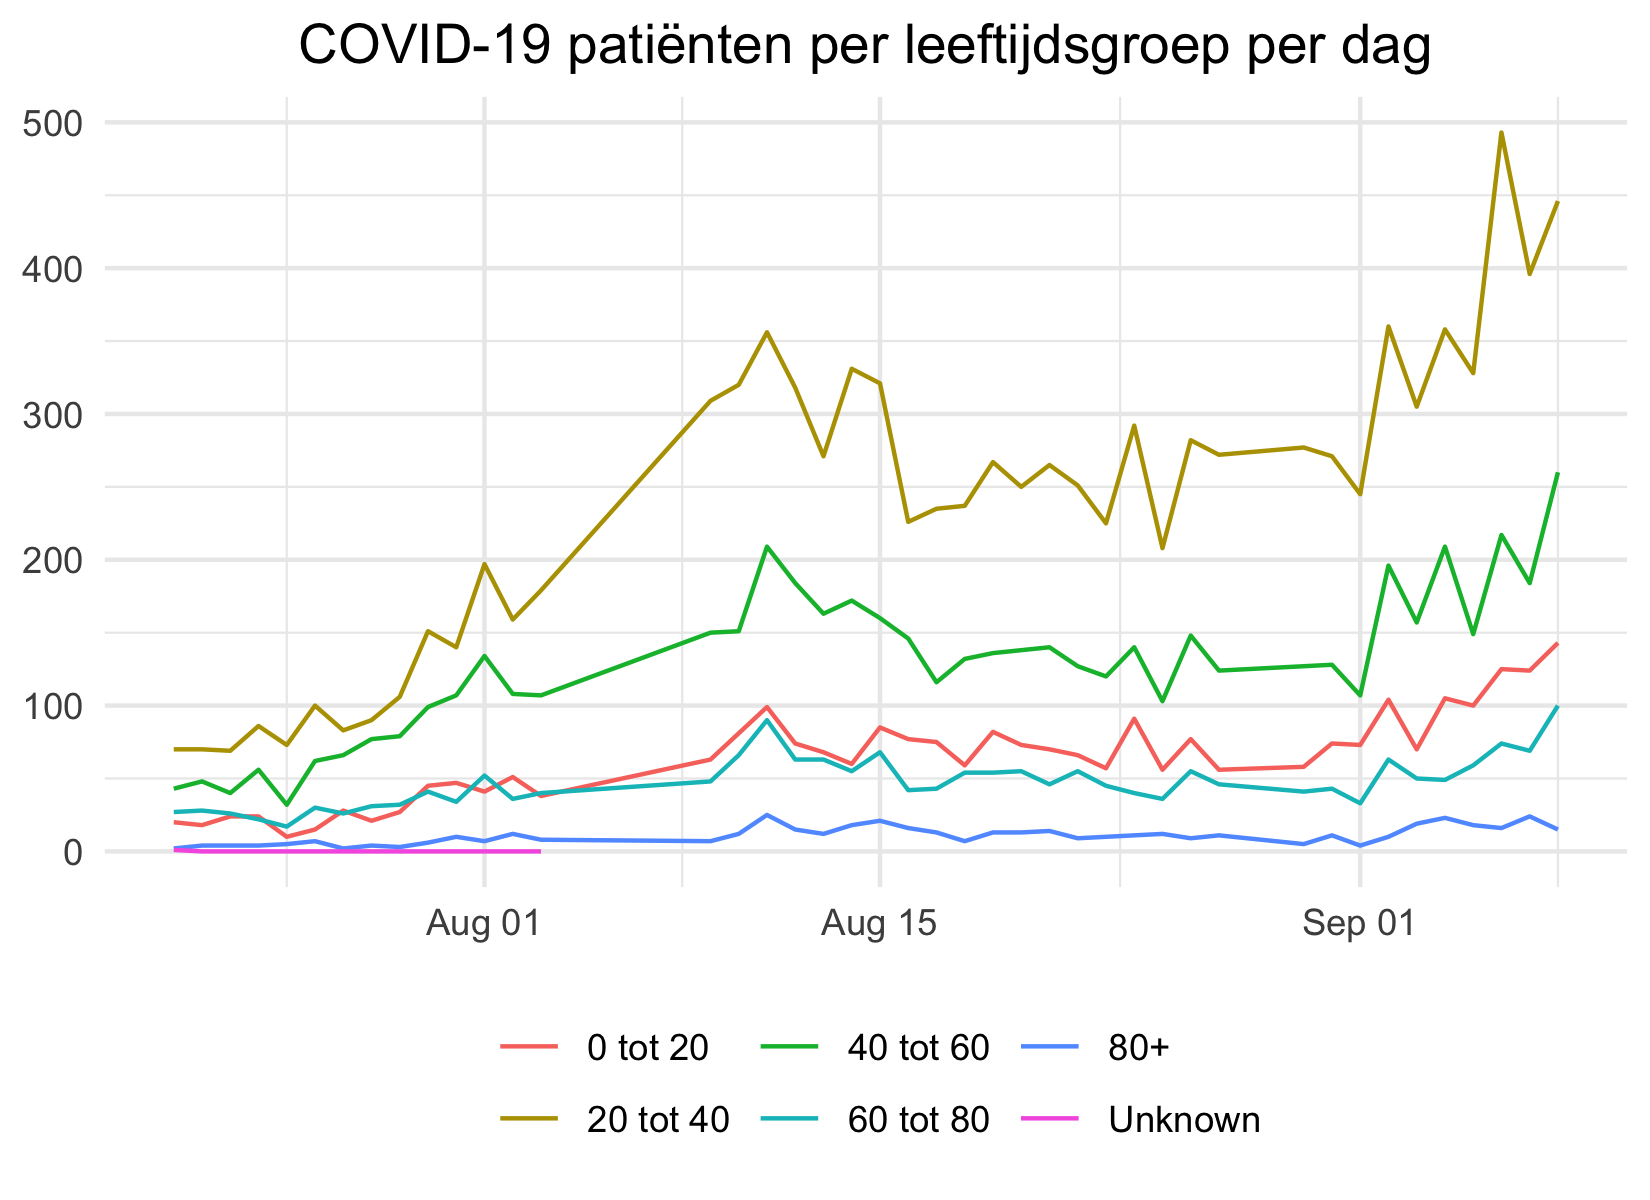 COVID-19 patiënten per leeftijdsgroep per dag
500
400
300
200
100
0
Aug 01 Aug 15 Sep 01
0 tot 20 40 tot 60 80+
20 tot 40 60 tot 80 Unknown